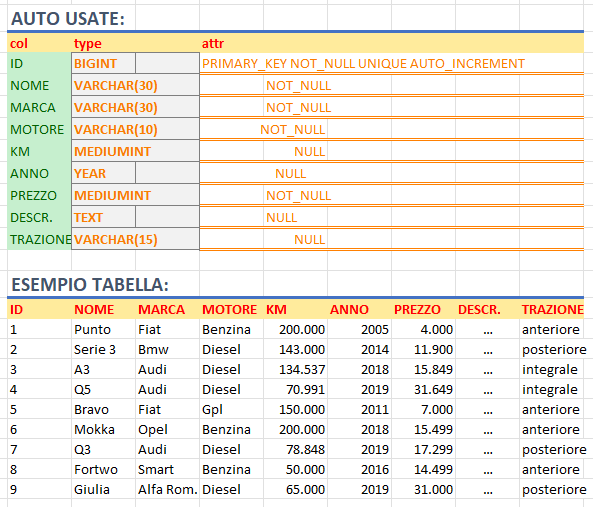 AUTO USATE:
col type attr
ID BIGINT PRIMARY_KEY NOT_NULL UNIQUE AUTO_INCREMENT
NOME VARCHAR(30) NOT_NULL
MARCA VARCHAR(30) NOT_NULL
MOTORE VARCHAR(10) NOT_NULL
KM MEDIUMINT NULL
ANNO YEAR NULL
PREZZO MEDIUMINT NOT_NULL
DESCR. TEXT NULL
TRAZIONE VARCHAR(15) NULL
ESEMPIO TABELLA:
ID NOME MARCA MOTORE KM ANNO PREZZO DESCR. TRAZIONE
1 Punto Fiat Benzina 200.000 2005 4.000 ... anteriore
2 Serie 3 Bmw Diesel 143.000 2014 11.900 ... posteriore
3 A3 Audi Diesel 134.537 2018 15.849 ... integrale
4 Q5 Audi Diesel 70.991 2019 31.649 ... integrale
5 Bravo Fiat Gpl 150.000 2011 7.000 ... anteriore
6 Mokka Opel Benzina 200.000 2018 15.499 ... anteriore
7 Q3 Audi Diesel 78.848 2019 17.299 ... posteriore
8 Fortwo Smart Benzina 50.000 2016 14.499 ... anteriore
9 Giulia Alfa Rom. Diesel 65.000 2019 31.000 ... posteriore